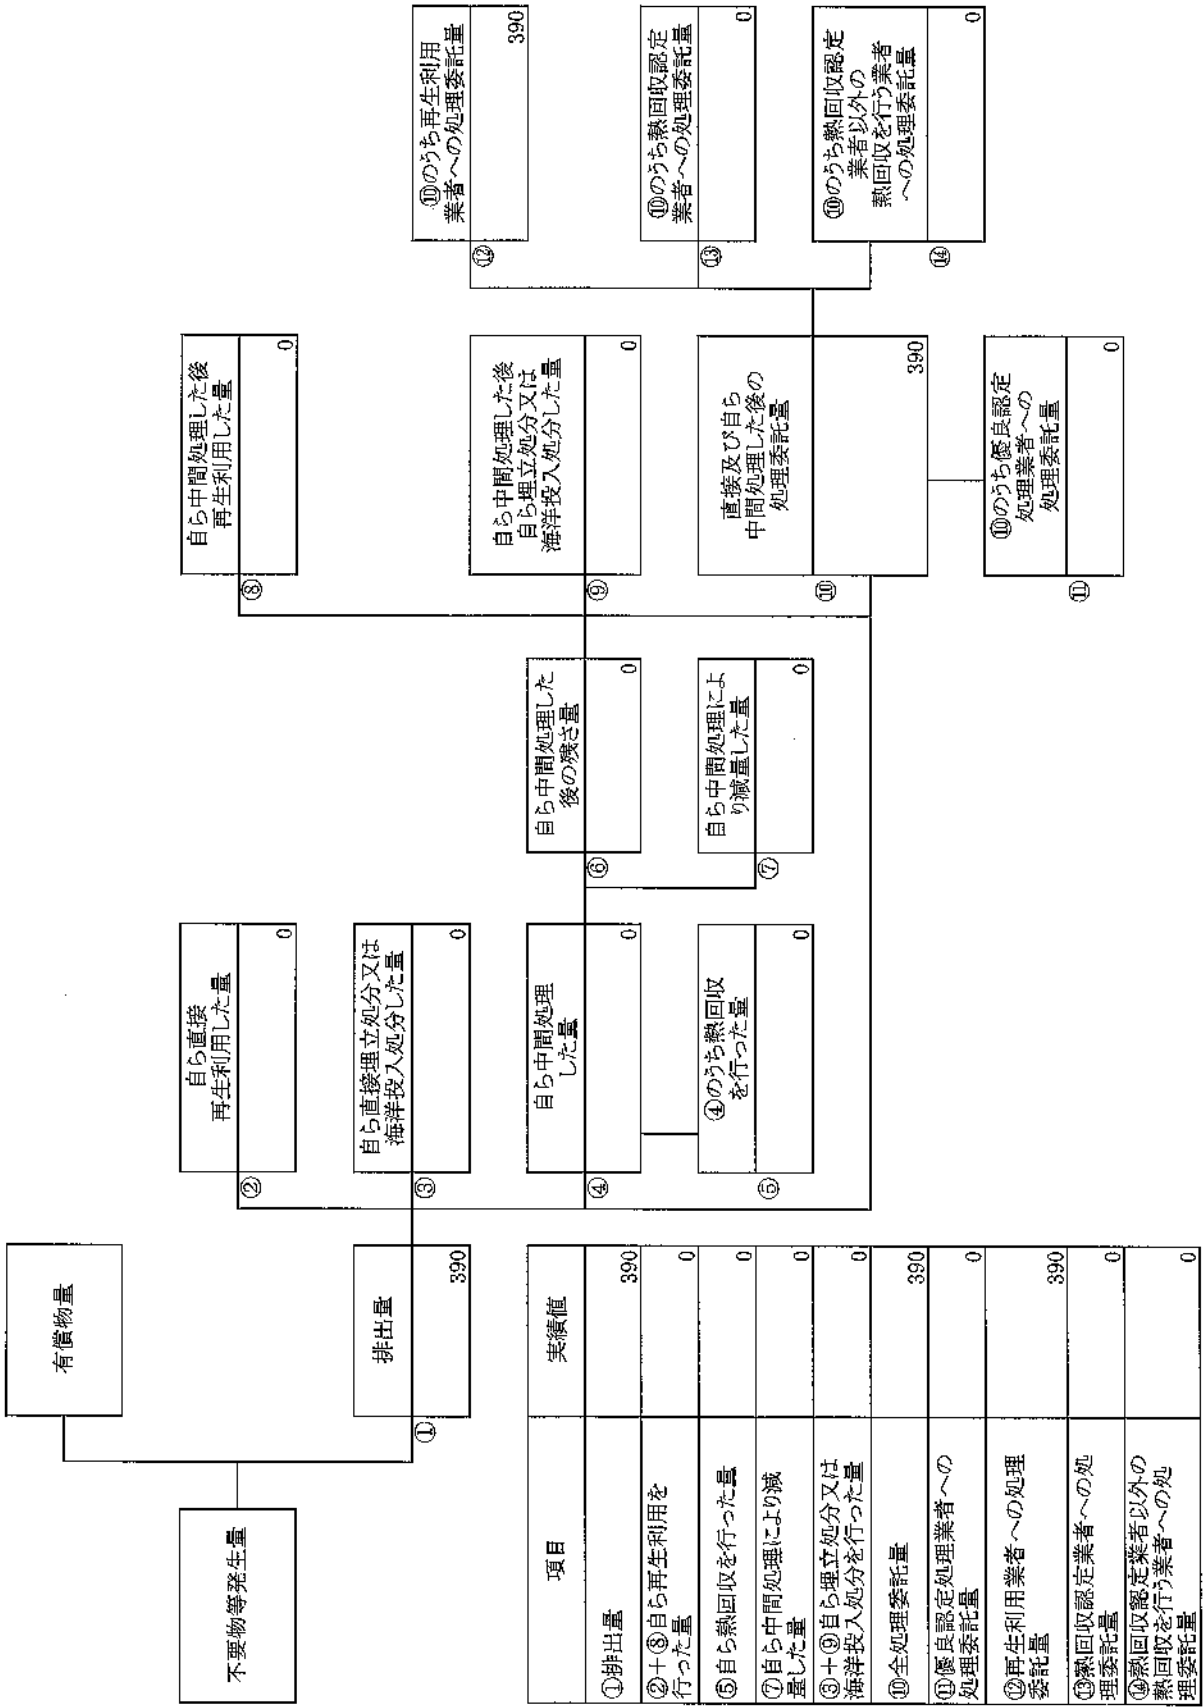 不要物等発生量
有償物量
①
排出量
390
②
自ら直接
再生利用した量
0
③
自ら直接埋立処分又は
海洋投入処分した量
0
④
自ら中間処理
した量
0
⑤
④のうち熱回収
を行った量
0
⑥
自ら中間処理した
後の残さ量
0
⑦
自ら中間処理によ
り減量した量
0
⑧
自ら中間処理した後
再生利用した量
0
⑨
自ら中間処理した後
自ら埋立処分又は
海洋投入処分した量
0
⑩
直接及び自ら
中間処理した後の
処理委託量
390
⑪
⑩のうち優良認定
処理業者への
処理委託量
0
⑫
⑩のうち再生利用
業者への処理委託量
390
⑬
⑩のうち熱回収認定
業者への処理委託量
0
⑭
⑩のうち熱回収認定
業者以外の
熱回収を行う業者
への処理委託量
0
項目 実績値
①排出量 390
②+⑧自ら再生利用を
行った量 0
⑤自ら熱回収を行った量 0
⑦自ら中間処理により減
量した量 0
③+⑨自ら埋立処分又は
海洋投入処分を行った量 0
⑩全処理委託量 390
⑪優良認定処理業者への
処理委託量 0
⑫再生利用業者への処理
委託量 390
⑬熱回収認定業者への処
理委託量 0
⑭熱回収認定業者以外の
熱回収を行う業者への処
理委託量 0